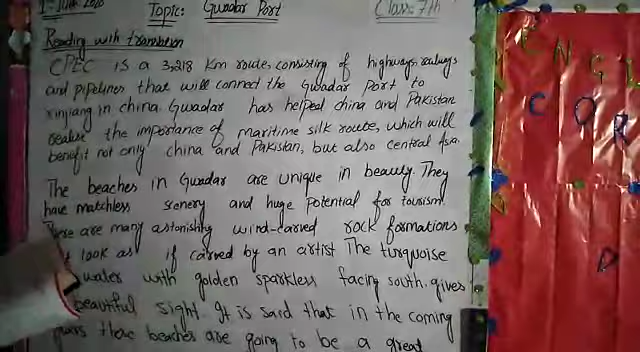 Topic: Gwadar Port
Class 7th
Reading with translation
CPEC is a 3,218 km route, consisting of highways, railways
and pipelines that will connect the Gwadar Port to
xinjiang in china. Gwadar has helped china and Pakistan
realise the importance of maritime silk route, which will
benefit not only china and Pakistan, but also central Asia.
The beaches in Gwadar are unique in beauty. They
have matchless scenery and huge potential for tourism.
There are many astonishing wind-carved rock formations
look as if carved by an artist The turquoise
water with golden sparkless facing south, gives
beautiful sight. It is said that in the coming
years these beaches are going to be a great
ENGL
COR
D